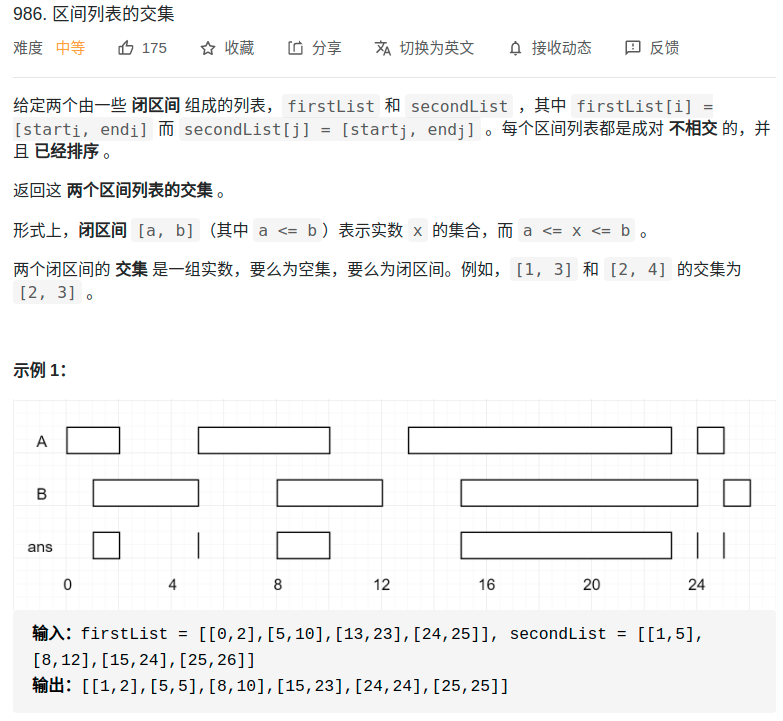 986. 区间列表的交集
难度 中等 175 收藏 分享 切换为英文 接收动态 反馈
给定两个由一些 闭区间 组成的列表，firstList 和 secondList ，其中 firstList[i] =
[starti, endi] 而 secondList[j] = [startj, endj] 。每个区间列表都是成对 不相交 的，并
且 已经排序 。
返回这 两个区间列表的交集 。
形式上，闭区间 [a, b]（其中 a <= b）表示实数 x 的集合，而 a <= x <= b 。
两个闭区间的 交集 是一组实数，要么为空集，要么为闭区间。例如，[1, 3] 和 [2, 4] 的交集为
[2, 3] 。
示例 1：
A
B
ans
0 4 8 12 16 20 24
输入：firstList = [[0,2],[5,10],[13,23],[24,25]], secondList = [[1,5],
[8,12],[15,24],[25,26]]
输出：[[1,2],[5,5],[8,10],[15,23],[24,24],[25,25]]